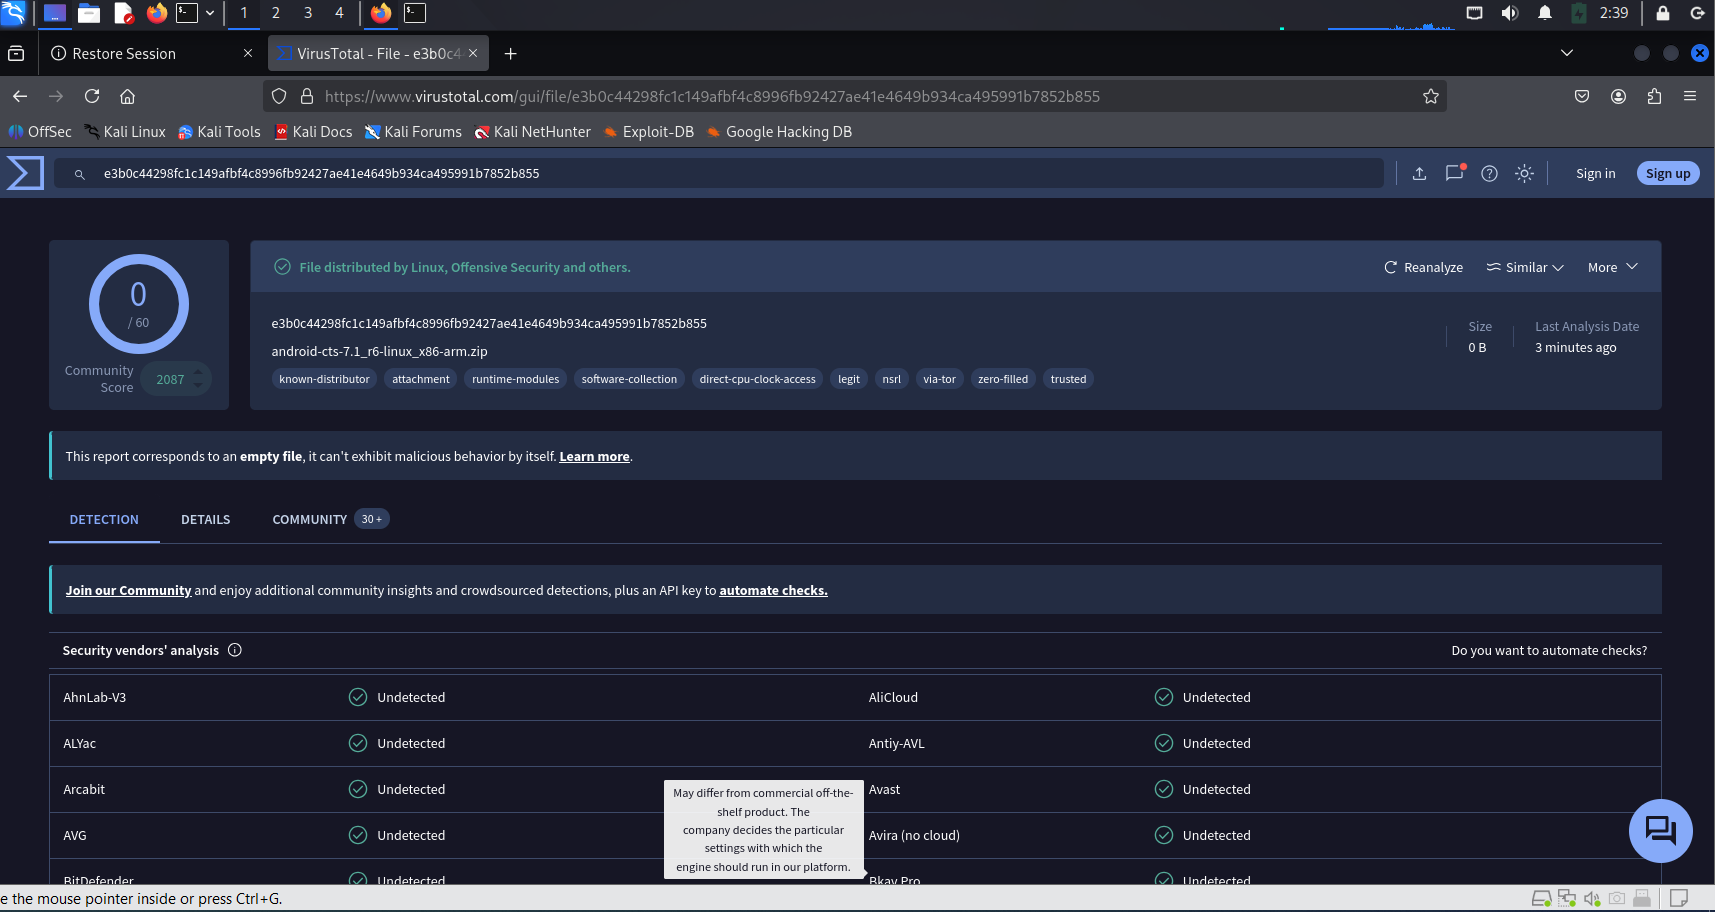 1 2 3 4 2:39
Restore Session
VirusTotal - File - e3b0c4
https://www.virustotal.com/gui/file/e3b0c44298fc1c149afbf4c8996fb92427ae41e4649b934ca495991b7852b855
OffSec Kali Linux Kali Tools Kali Docs Kali Forums Kali NetHunter Exploit-DB Google Hacking DB
e3b0c44298fc1c149afbf4c8996fb92427ae41e4649b934ca495991b7852b855
Sign in Sign up
0
/ 60
Community
Score
2087
File distributed by Linux, Offensive Security and others.
Reanalyze Similar More
e3b0c44298fc1c149afbf4c8996fb92427ae41e4649b934ca495991b7852b855
android-cts-7.1_r6-linux_x86-arm.zip
known-distributor attachment runtime-modules software-collection direct-cpu-clock-access legit nsrl via-tor zero-filled trusted
Size
0 B
Last Analysis Date
3 minutes ago
This report corresponds to an empty file, it can't exhibit malicious behavior by itself. Learn more.
DETECTION DETAILS COMMUNITY 30 +
Join our Community and enjoy additional community insights and crowdsourced detections, plus an API key to automate checks.
Security vendors' analysis
Do you want to automate checks?
AhnLab-V3 Undetected AliCloud Undetected
ALYac Undetected Antiy-AVL Undetected
Arcabit Undetected Avast Undetected
AVG Undetected Avira (no cloud) Undetected
BitDefender Undetected Bkav Pro Undetected
May differ from commercial off-the-
shelf product. The
company decides the particular
settings with which the
engine should run in our platform.
e the mouse pointer inside or press Ctrl+G.